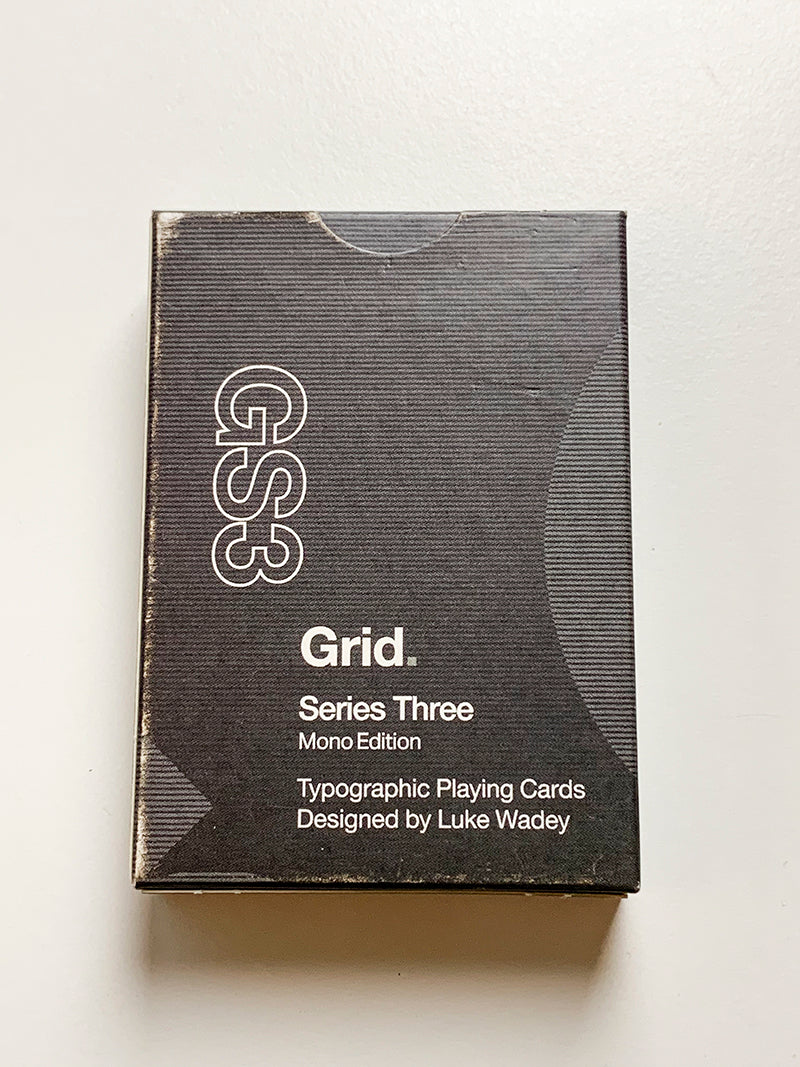 GS3
Grid.
Series Three
Mono Edition
Typographic Playing Cards
Designed by Luke Wadey